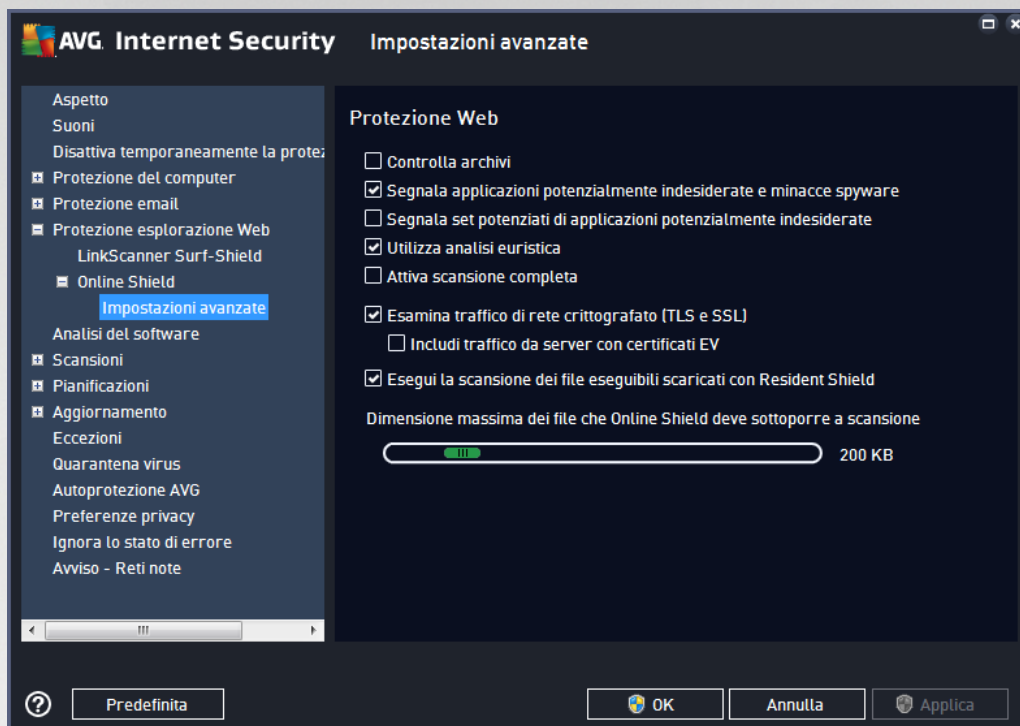 AVG. Internet Security
Impostazioni avanzate
Aspetto
Suoni
Disattiva temporaneamente la protez
Protezione del computer
Protezione email
Protezione esplorazione Web
LinkScanner Surf-Shield
Online Shield
Impostazioni avanzate
Analisi del software
Scansioni
Pianificazioni
Aggiornamento
Eccezioni
Quarantena virus
Autoprotezione AVG
Preferenze privacy
Ignora lo stato di errore
Avviso - Reti note
Protezione Web
Controlla archivi
Segnala applicazioni potenzialmente indesiderate e minacce spyware
Segnala set potenziati di applicazioni potenzialmente indesiderate
Utilizza analisi euristica
Attiva scansione completa
Esamina traffico di rete crittografato (TLS e SSL)
Includi traffico da server con certificati EV
Esegui la scansione dei file eseguibili scaricati con Resident Shield
Dimensione massima dei file che Online Shield deve sottoporre a scansione
200 KB
?
Predefinita
OK
Annulla
Applica